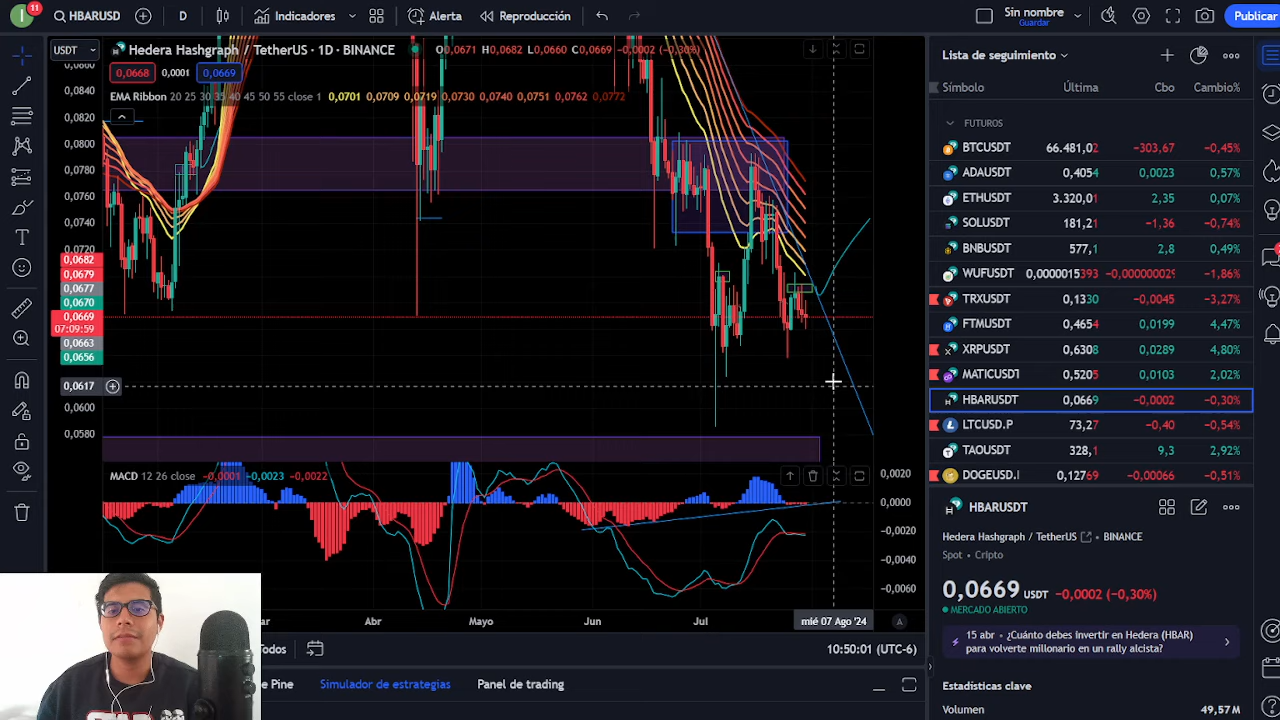 I 11 HBARUSD D Indicadores Alerta Reproducción Sin nombre Guardar Publicar
USDT Hedera Hashgraph / TetherUS · 1D · BINANCE O0,0671 H0,0682 L0,0660 C0,0669 −0,0002 (−0,30%)
0,0668 0,0001 0,0669
EMA Ribbon 20 25 30 35 40 45 50 55 close 1 0,0701 0,0709 0,0719 0,0730 0,0740 0,0751 0,0762 0,0772
0,0860
0,0840
0,0820
0,0800
0,0780
0,0760
0,0740
0,0720
0,0682
0,0679
0,0677
0,0670
0,0669
07:09:59
0,0663
0,0656
0,0617
0,0600
0,0580
MACD 12 26 close −0,0001 −0,0023 −0,0022
0,0020
0,0000
−0,0020
−0,0040
−0,0060
ar Abr Mayo Jun Jul mié 07 Ago '24 A
Todos 10:50:01 (UTC-6)
e Pine Simulador de estrategias Panel de trading
Lista de seguimiento
Símbolo Última Cbo Cambio%
FUTUROS
BTCUSDT 66.481,02 −303,67 −0,45%
ADAUSDT 0,4054 0,0023 0,57%
ETHUSDT 3.320,01 2,35 0,07%
SOLUSDT 181,21 −1,36 −0,74%
BNBUSDT 577,1 2,8 0,49%
WUFUSDT 0,0000015393 −0,000000029 −1,86%
TRXUSDT 0,1330 −0,0045 −3,27%
FTMUSDT 0,4654 0,0199 4,47%
XRPUSDT 0,6308 0,0289 4,80%
MATICUSDT 0,5205 0,0103 2,02%
HBARUSDT 0,0669 −0,0002 −0,30%
LTCUSD.P 73,27 −0,40 −0,54%
TAOUSDT 328,1 9,3 2,92%
DOGEUSD.I 0,12769 −0,00066 −0,51%
HBARUSDT
Hedera Hashgraph / TetherUS · BINANCE
Spot · Cripto
0,0669 USDT −0,0002 (−0,30%)
MERCADO ABIERTO
15 abr · ¿Cuánto debes invertir en Hedera (HBAR)
para volverte millonario en un rally alcista?
Estadísticas clave
Volumen 49,57 M